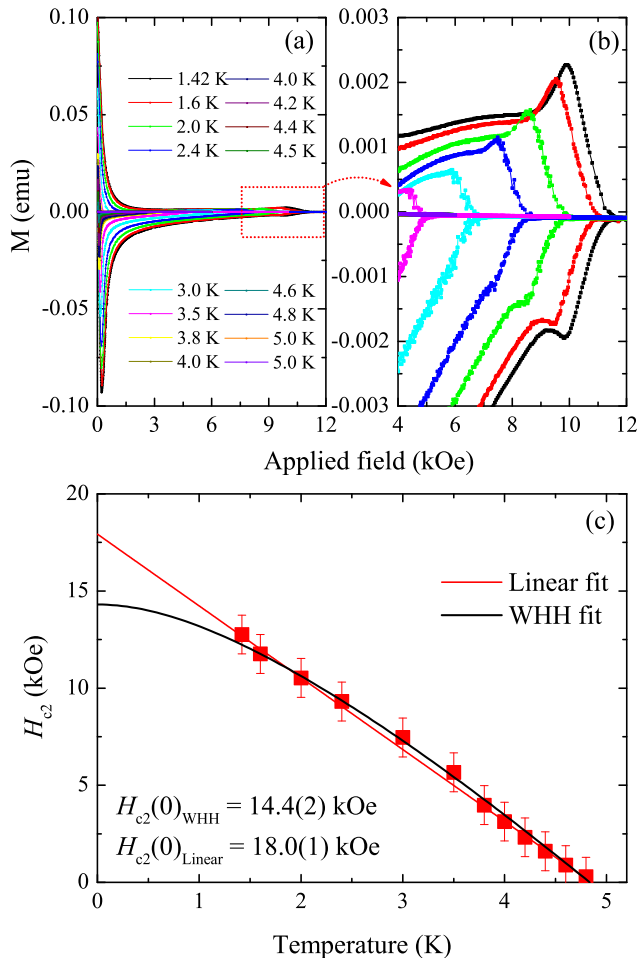 (a)
(b)
M (emu)
0.10
0.05
0.00
-0.05
-0.10
1.42 K
1.6 K
2.0 K
2.4 K
4.0 K
4.2 K
4.4 K
4.5 K
3.0 K
3.5 K
3.8 K
4.0 K
4.6 K
4.8 K
5.0 K
5.0 K
0 3 6 9 12
0.003
0.002
0.001
0.000
-0.001
-0.002
-0.003
4 6 8 10 12
Applied field (kOe)
(c)
Linear fit
WHH fit
H_c2 (kOe)
20
15
10
5
0
H_c2(0)_WHH = 14.4(2) kOe
H_c2(0)_Linear = 18.0(1) kOe
0 1 2 3 4 5
Temperature (K)